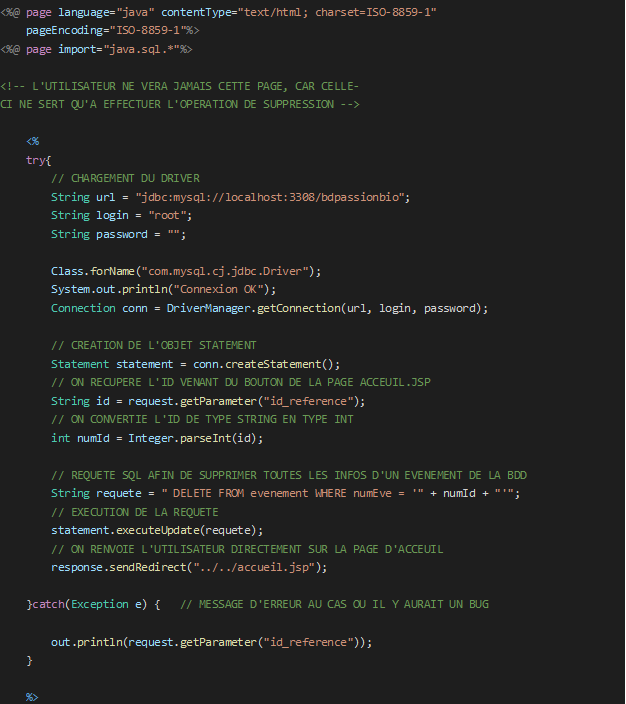 <%@ page language="java" contentType="text/html; charset=ISO-8859-1"
    pageEncoding="ISO-8859-1"%>
<%@ page import="java.sql.*"%>

<!-- L'UTILISATEUR NE VERA JAMAIS CETTE PAGE, CAR CELLE-
CI NE SERT QU'A EFFECTUER L'OPERATION DE SUPPRESSION -->

    <%
    try{
        // CHARGEMENT DU DRIVER
        String url = "jdbc:mysql://localhost:3308/bdpassionbio";
        String login = "root";
        String password = "";

        Class.forName("com.mysql.cj.jdbc.Driver");
        System.out.println("Connexion OK");
        Connection conn = DriverManager.getConnection(url, login, password);

        // CREATION DE L'OBJET STATEMENT
        Statement statement = conn.createStatement();
        // ON RECUPERE L'ID VENANT DU BOUTON DE LA PAGE ACCEUIL.JSP
        String id = request.getParameter("id_reference");
        // ON CONVERTIE L'ID DE TYPE STRING EN TYPE INT
        int numId = Integer.parseInt(id);

        // REQUETE SQL AFIN DE SUPPRIMER TOUTES LES INFOS D'UN EVENEMENT DE LA BDD
        String requete = " DELETE FROM evenement WHERE numEve = '" + numId + "'";
        // EXECUTION DE LA REQUETE
        statement.executeUpdate(requete);
        // ON RENVOIE L'UTILISATEUR DIRECTEMENT SUR LA PAGE D'ACCEUIL
        response.sendRedirect("../../accueil.jsp");

    }catch(Exception e) {   // MESSAGE D'ERREUR AU CAS OU IL Y AURAIT UN BUG

        out.println(request.getParameter("id_reference"));
    }

    %>